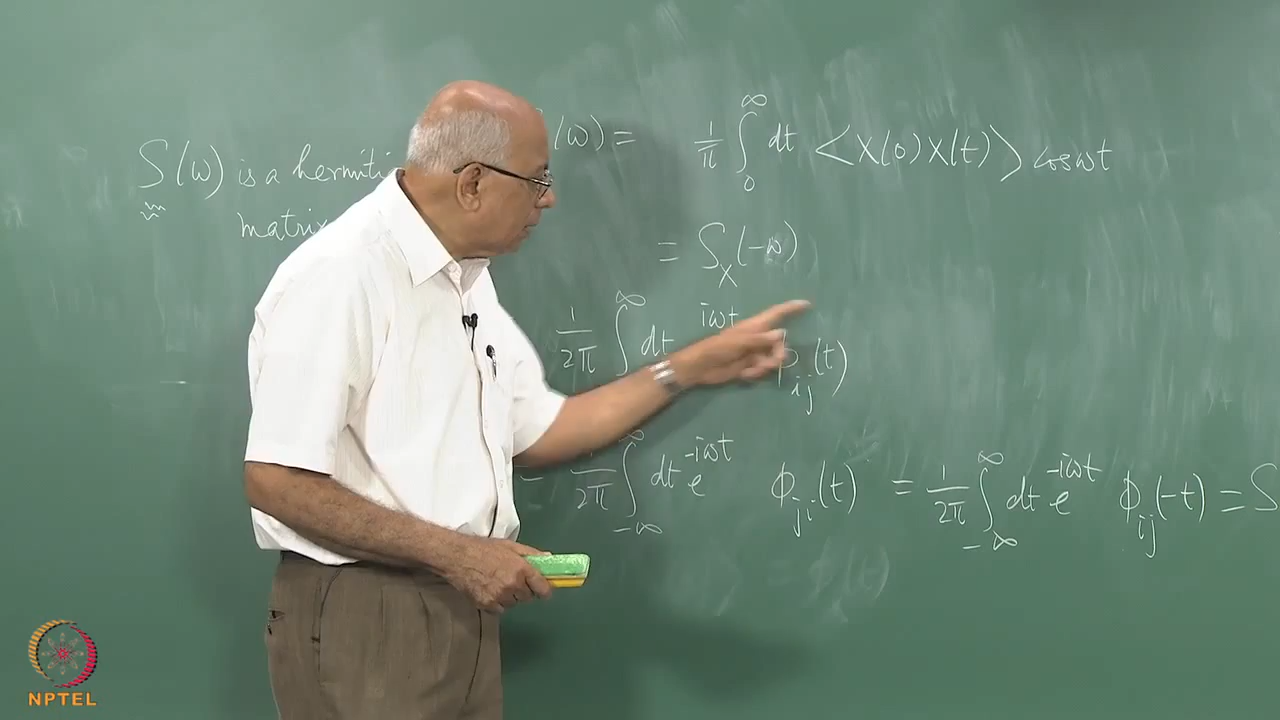 S(ω) is a hermiti
matrix
(ω) = 1/π ∫₀^∞ dt <X(0)X(t)> cos ωt
= S_X(-ω)
1/2π ∫^∞ dt iωt ϕ_ij(t)
= 1/2π ∫_{-∞}^∞ dt e^{-iωt} ϕ_ji(t) = 1/2π ∫_{-∞}^∞ dt e^{-iωt} ϕ_ij(-t) = S
NPTEL